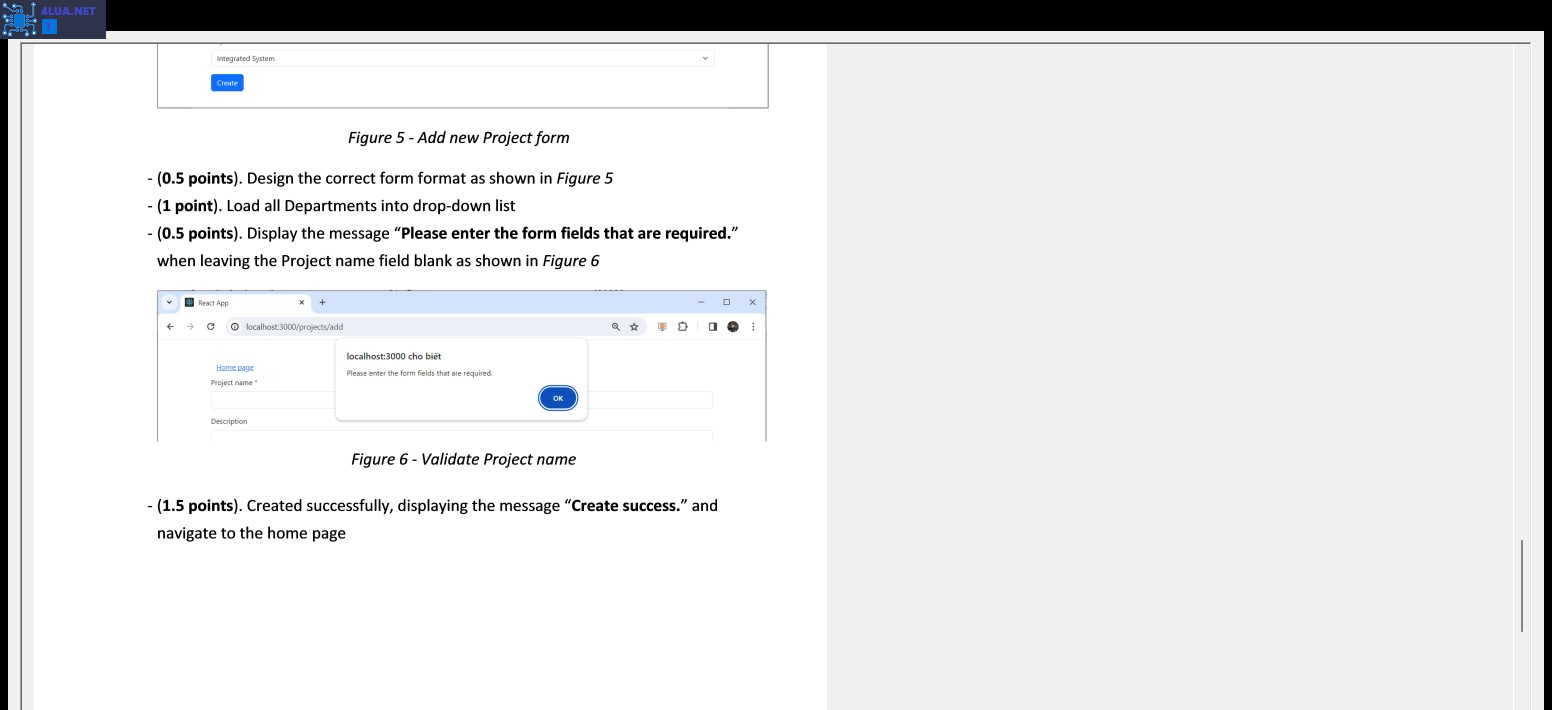 4LUA.NET
Integrated System
Create
Figure 5 - Add new Project form
- (0.5 points). Design the correct form format as shown in Figure 5
- (1 point). Load all Departments into drop-down list
- (0.5 points). Display the message “Please enter the form fields that are required.”
when leaving the Project name field blank as shown in Figure 6
React App
localhost:3000/projects/add
localhost:3000 cho biết
Please enter the form fields that are required.
OK
Home page
Project name *
Description
Figure 6 - Validate Project name
- (1.5 points). Created successfully, displaying the message “Create success.” and
navigate to the home page